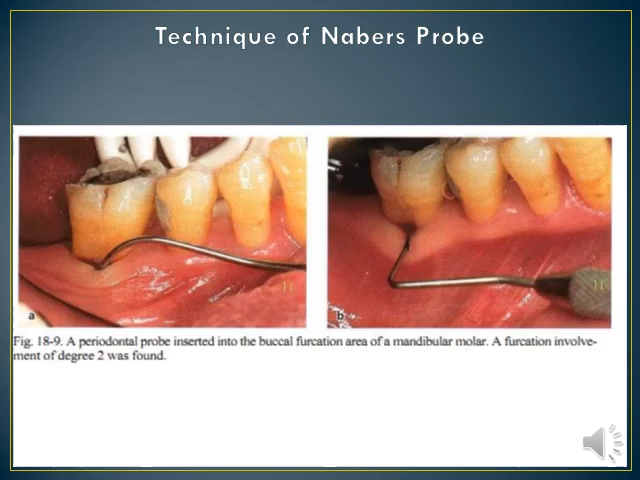 Technique of Nabers Probe
a
b
Fig. 18-9. A periodontal probe inserted into the buccal furcation area of a mandibular molar. A furcation involve-
ment of degree 2 was found.